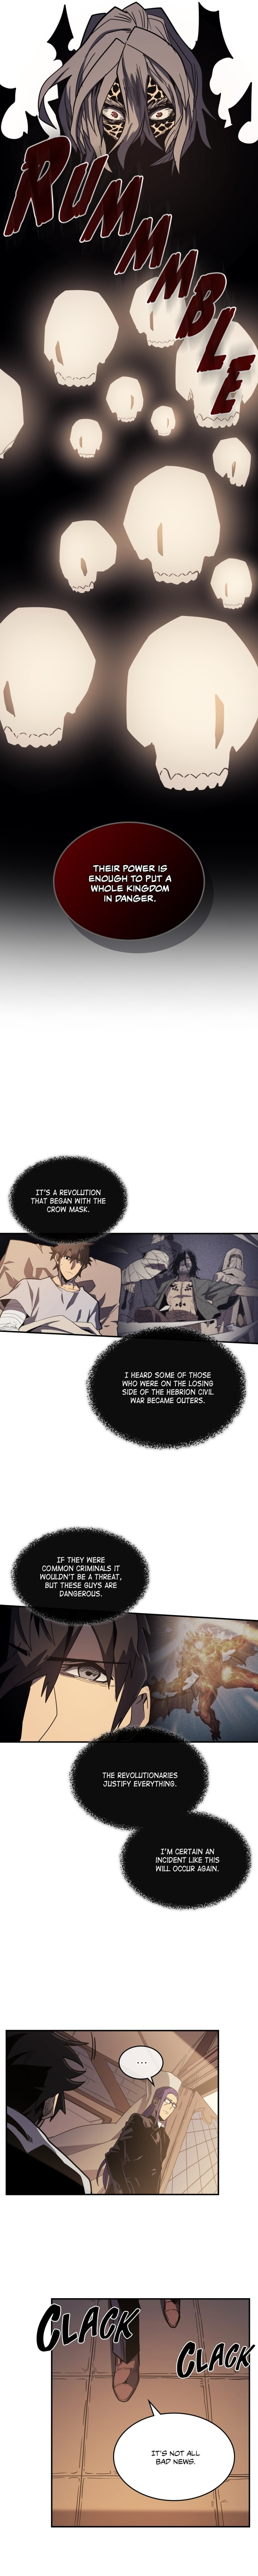 RUMMMBLE
THEIR POWER IS
ENOUGH TO PUT A
WHOLE KINGDOM
IN DANGER.
IT'S A REVOLUTION
THAT BEGAN WITH THE
CROW MASK.
I HEARD SOME OF THOSE
WHO WERE ON THE LOSING
SIDE OF THE HEBRION CIVIL
WAR BECAME OUTERS.
IF THEY WERE
COMMON CRIMINALS IT
WOULDN'T BE A THREAT,
BUT THESE GUYS ARE
DANGEROUS.
THE REVOLUTIONARIES
JUSTIFY EVERYTHING.
I'M CERTAIN AN
INCIDENT LIKE THIS
WILL OCCUR AGAIN.
...
CLACK
CLACK
IT'S NOT ALL
BAD NEWS.